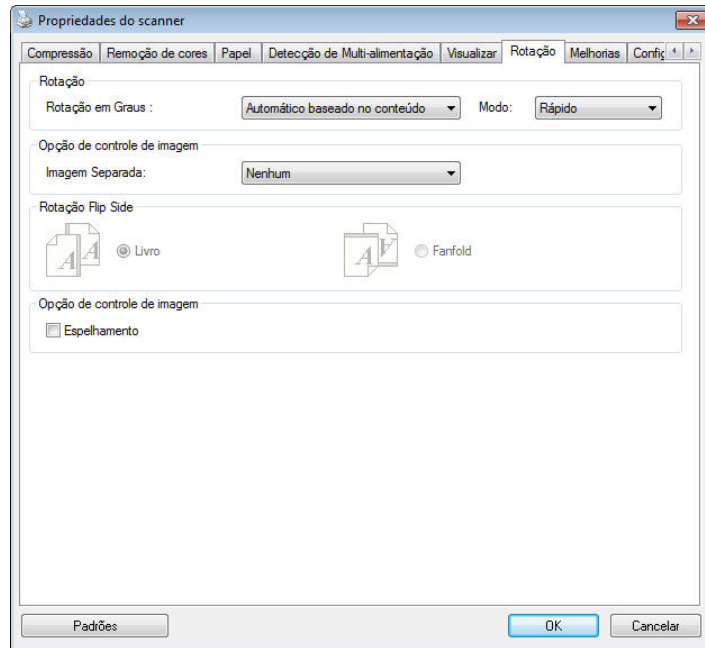 Propriedades do scanner
Compressão Remoção de cores Papel Detecção de Multi-alimentação Visualizar Rotação Melhorias
Rotação
Rotação em Graus : Automático baseado no conteúdo Modo: Rápido
Opção de controle de imagem
Imagem Separada: Nenhum
Rotação Flip Side
A A Livro A A Fanfold
Opção de controle de imagem
Espelhamento
Padrões OK Cancelar